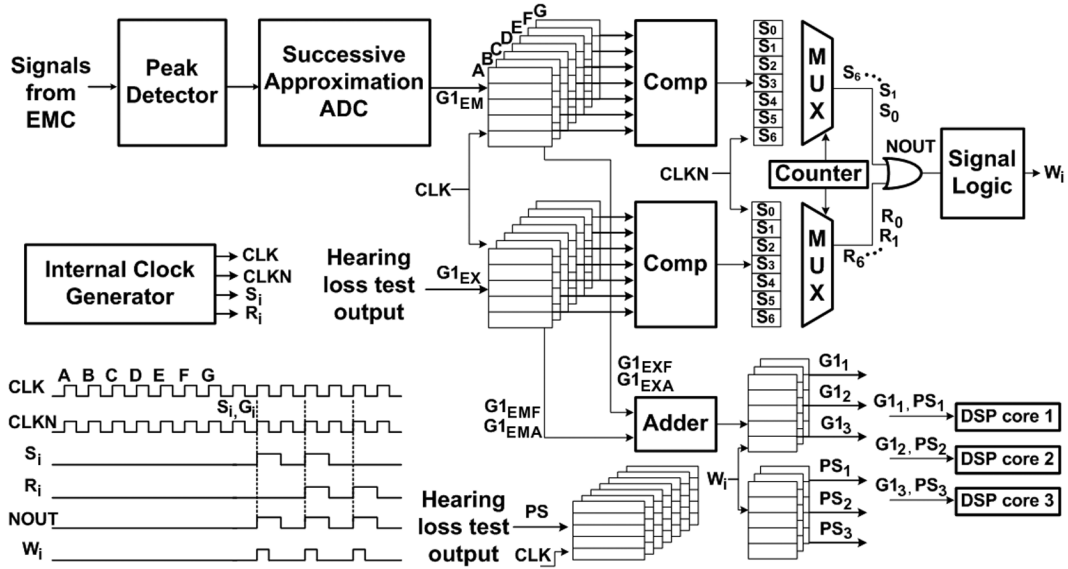 Signals
from
EMC
Peak
Detector
Successive
Approximation
ADC
G1EM
A
B
C
D
E
F
G
Comp
S0
S1
S2
S3
S4
S5
S6
MUX
S6
S1
S0
CLK
CLKN
Counter
NOUT
Signal
Logic
Wi
Internal Clock
Generator
CLK
CLKN
Si
Ri
Hearing
loss test
output
G1EX
Comp
S0
S1
S2
S3
S4
S5
S6
MUX
R0
R1
R6
A B C D E F G
CLK
Si,Gi
CLKN
Si
Ri
NOUT
Wi
G1EXF
G1EXA
G1EMF
G1EMA
Adder
G11
G12
G13
Wi
PS1
PS2
PS3
G11, PS1
DSP core 1
G12, PS2
DSP core 2
G13, PS3
DSP core 3
Hearing
loss test
output
PS
CLK